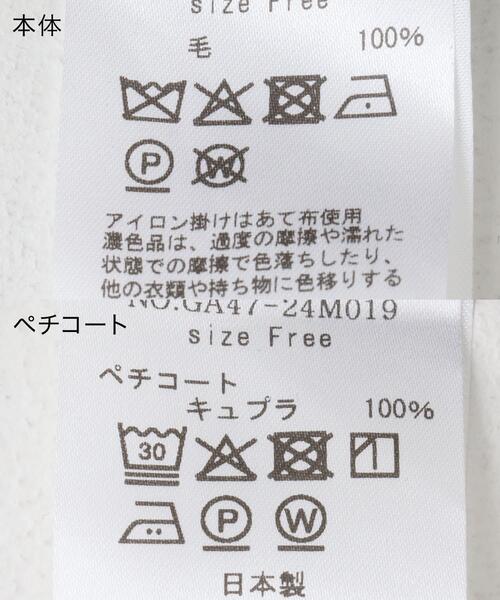 本体
size Free
毛 100%
P
W
アイロン掛けはあて布使用
濃色品は、過度の摩擦や濡れた
状態での摩擦で色落ちしたり、
他の衣類や持ち物に色移りする
ペチコート
NO.GA47-24M019
size Free
ペチコート
キュプラ 100%
30
P W
日本製